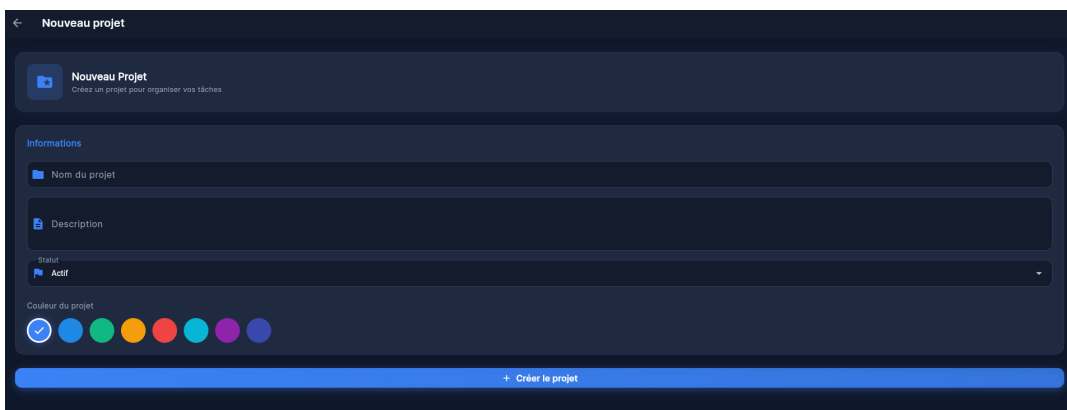 Nouveau projet
Nouveau Projet
Créez un projet pour organiser vos tâches
Informations
Nom du projet
Description
Statut
Actif
Couleur du projet
+ Créer le projet